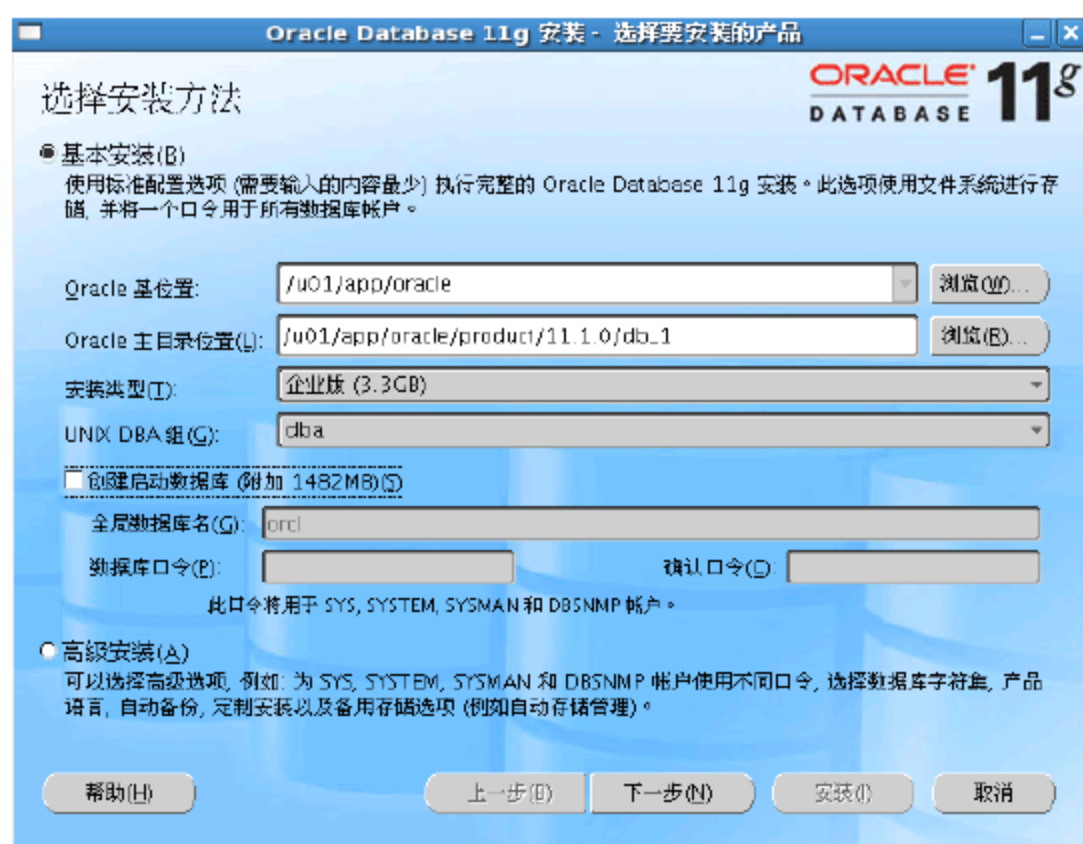 Oracle Database 11g 安装 - 选择要安装的产品
选择安装方法
ORACLE 11g
DATABASE
基本安装(B)
使用标准配置选项 (需要输入的内容最少) 执行完整的 Oracle Database 11g 安装。此选项使用文件系统进行存
储, 并将一个口令用于所有数据库帐户。
Oracle 基位置: /u01/app/oracle 浏览(W)...
Oracle 主目录位置(L): /u01/app/oracle/product/11.1.0/db_1 浏览(R)...
安装类型(T): 企业版 (3.3GB)
UNIX DBA 组(G): dba
创建启动数据库 (附加 1482MB)(S)
全局数据库名(G): orcl
数据库口令(P): 确认口令(C):
此口令将用于 SYS, SYSTEM, SYSMAN 和 DBSNMP 帐户。
高级安装(A)
可以选择高级选项, 例如: 为 SYS, SYSTEM, SYSMAN 和 DBSNMP 帐户使用不同口令, 选择数据库字符集, 产品
语言, 自动备份, 定制安装以及备用存储选项 (例如自动存储管理)。
帮助(H) 上一步(B) 下一步(N) 安装(I) 取消